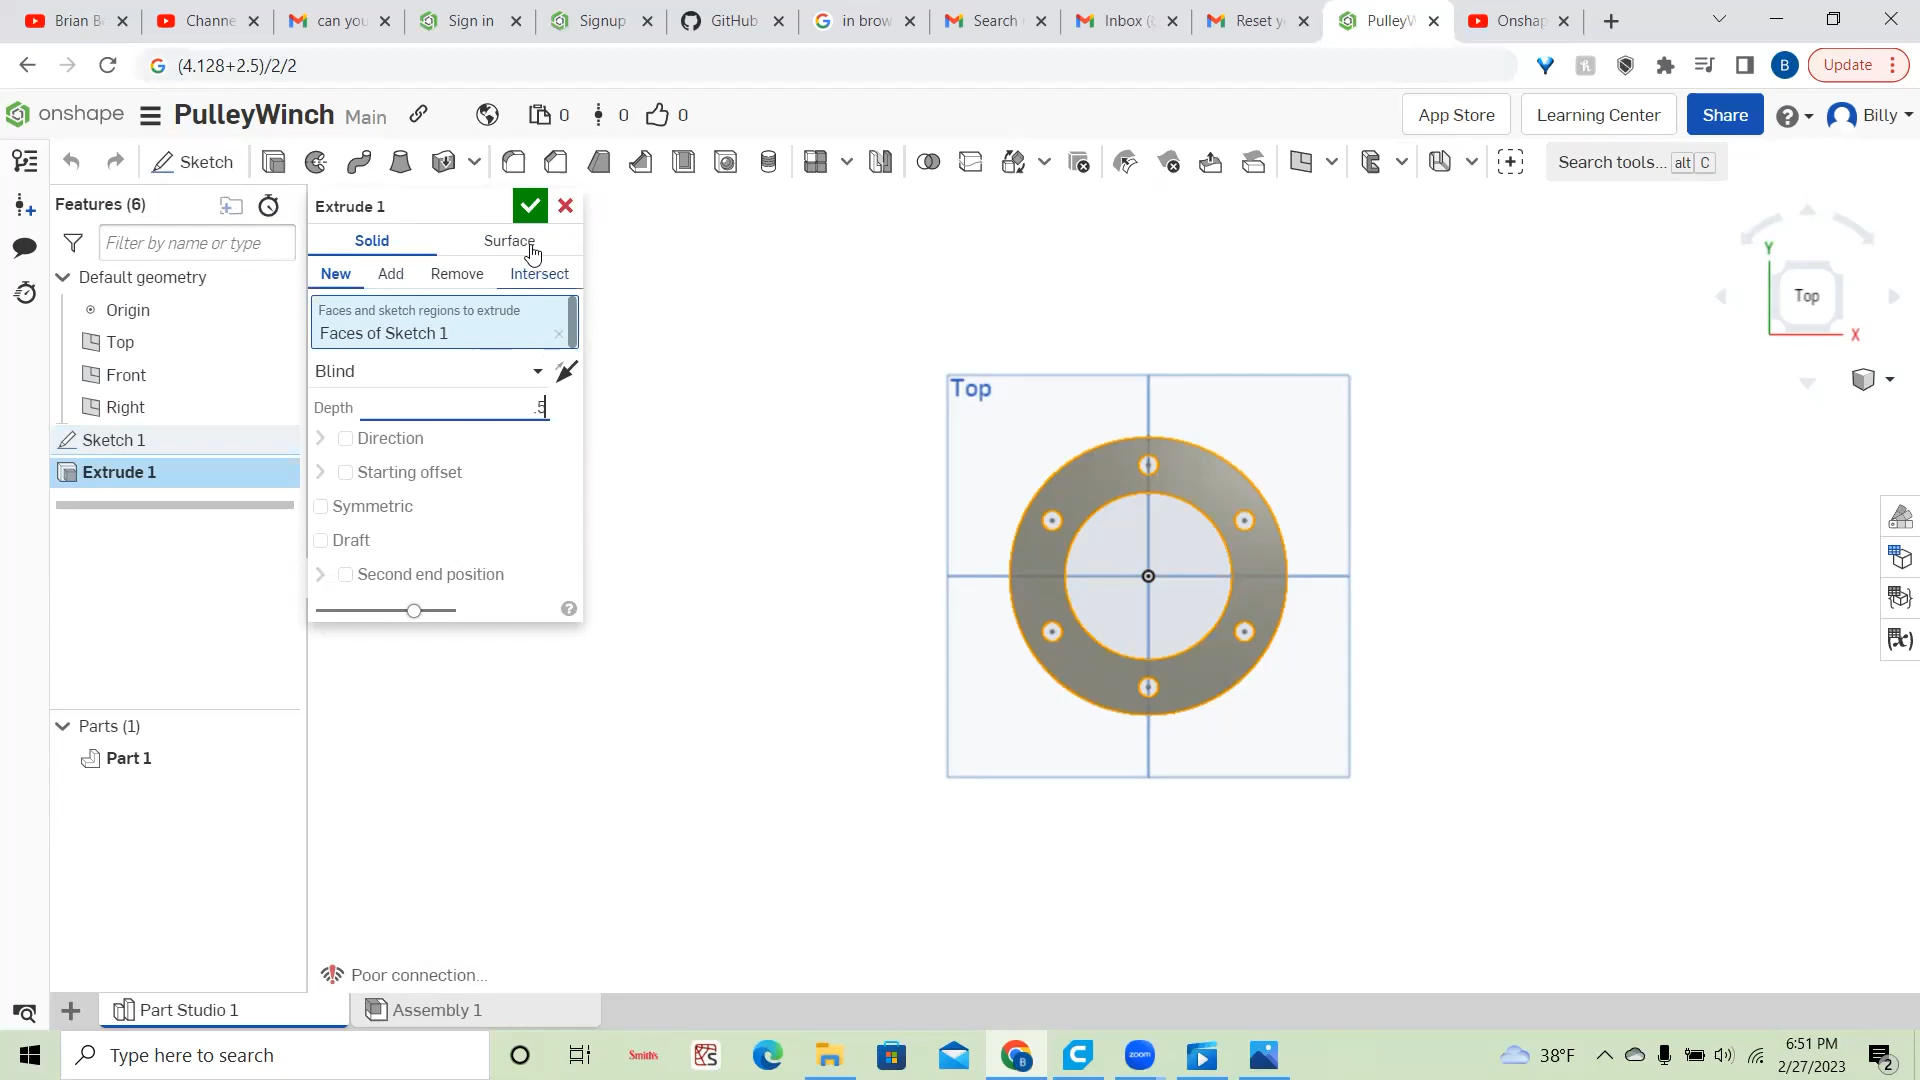 Brian B
Channe
can you
Sign in
Signup
GitHub
in brow
Search
Inbox (
Reset y
PulleyW
Onshap
(4.128+2.5)/2/2
B
Update
onshape
PulleyWinch Main
0
0
0
App Store
Learning Center
Share
Billy
Sketch
Search tools... alt C
Features (6)
Filter by name or type
Default geometry
Origin
Top
Front
Right
Sketch 1
Extrude 1
Parts (1)
Part 1
Extrude 1
Solid
Surface
New
Add
Remove
Intersect
Faces and sketch regions to extrude
Faces of Sketch 1
Blind
Depth .5
Direction
Starting offset
Symmetric
Draft
Second end position
Top
Y
Top
X
Poor connection...
Part Studio 1
Assembly 1
Type here to search
Smith's
zoom
38°F
6:51 PM
2/27/2023
2